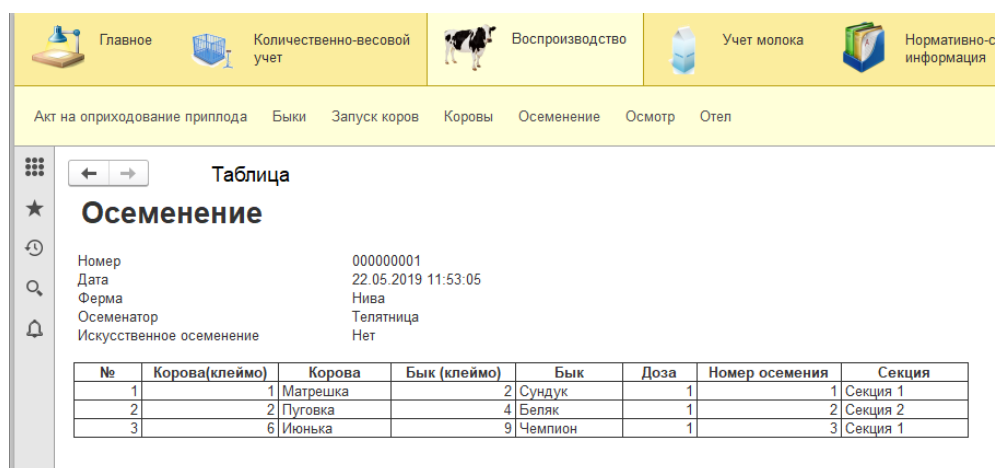 Главное
Количественно-весовой
учет
Воспроизводство
Учет молока
Нормативно-с
информация
Акт на оприходование приплода Быки Запуск коров Коровы Осеменение Осмотр Отел
Таблица
Осеменение
Номер 000000001
Дата 22.05.2019 11:53:05
Ферма Нива
Осеменатор Телятница
Искусственное осеменение Нет
№ Корова(клеймо) Корова Бык (клеймо) Бык Доза Номер осемения Секция
1 1 Матрешка 2 Сундук 1 1 Секция 1
2 2 Пуговка 4 Беляк 1 2 Секция 2
3 6 Июнька 9 Чемпион 1 3 Секция 1